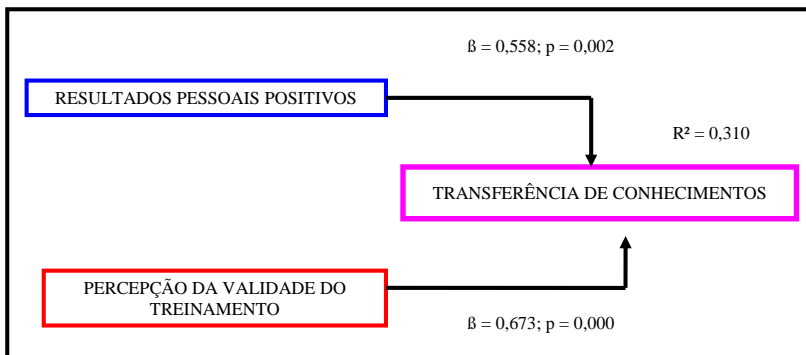 ß = 0,558; p = 0,002
RESULTADOS PESSOAIS POSITIVOS
R² = 0,310
TRANSFERÊNCIA DE CONHECIMENTOS
PERCEPÇÃO DA VALIDADE DO
TREINAMENTO
ß = 0,673; p = 0,000